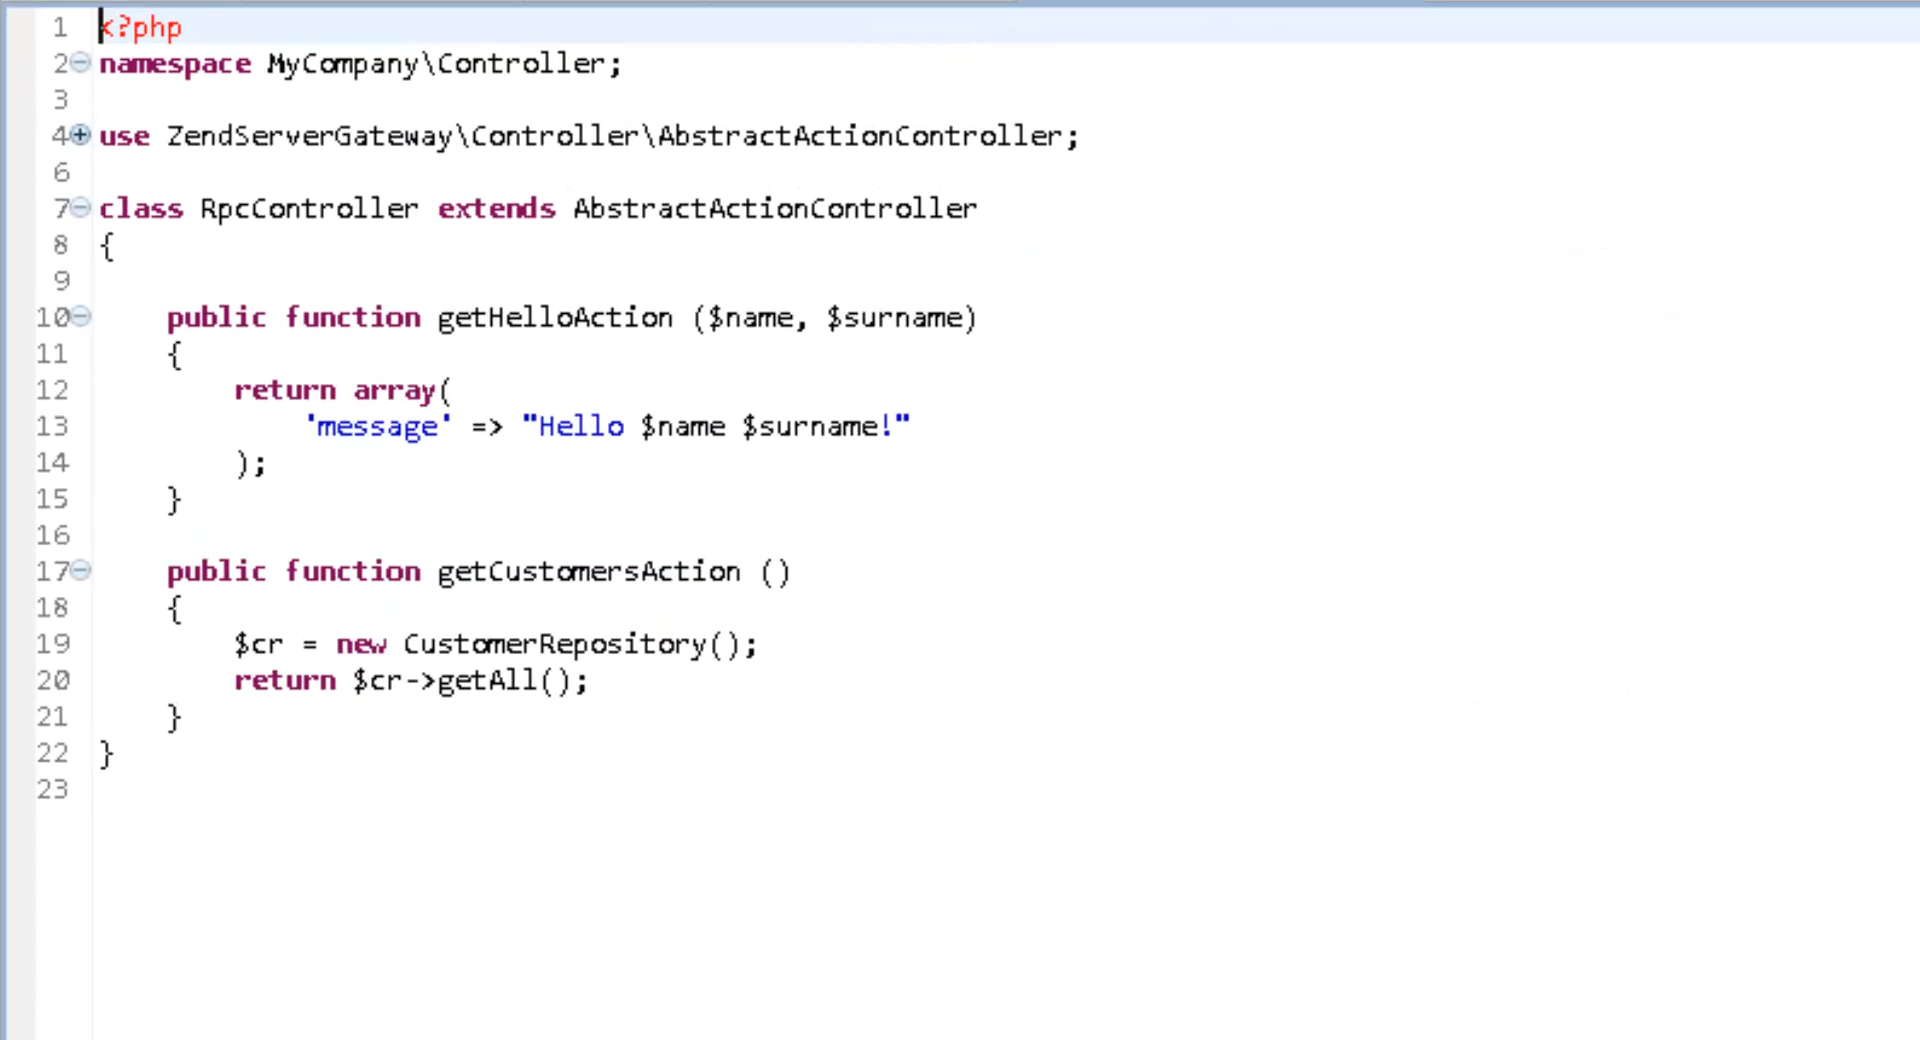 1 <?php
2 namespace MyCompany\Controller;
3
4 use ZendServerGateway\Controller\AbstractActionController;
6
7 class RpcController extends AbstractActionController
8 {
9
10     public function getHelloAction ($name, $surname)
11     {
12         return array(
13             'message' => "Hello $name $surname!"
14         );
15     }
16
17     public function getCustomersAction ()
18     {
19         $cr = new CustomerRepository();
20         return $cr->getAll();
21     }
22 }
23